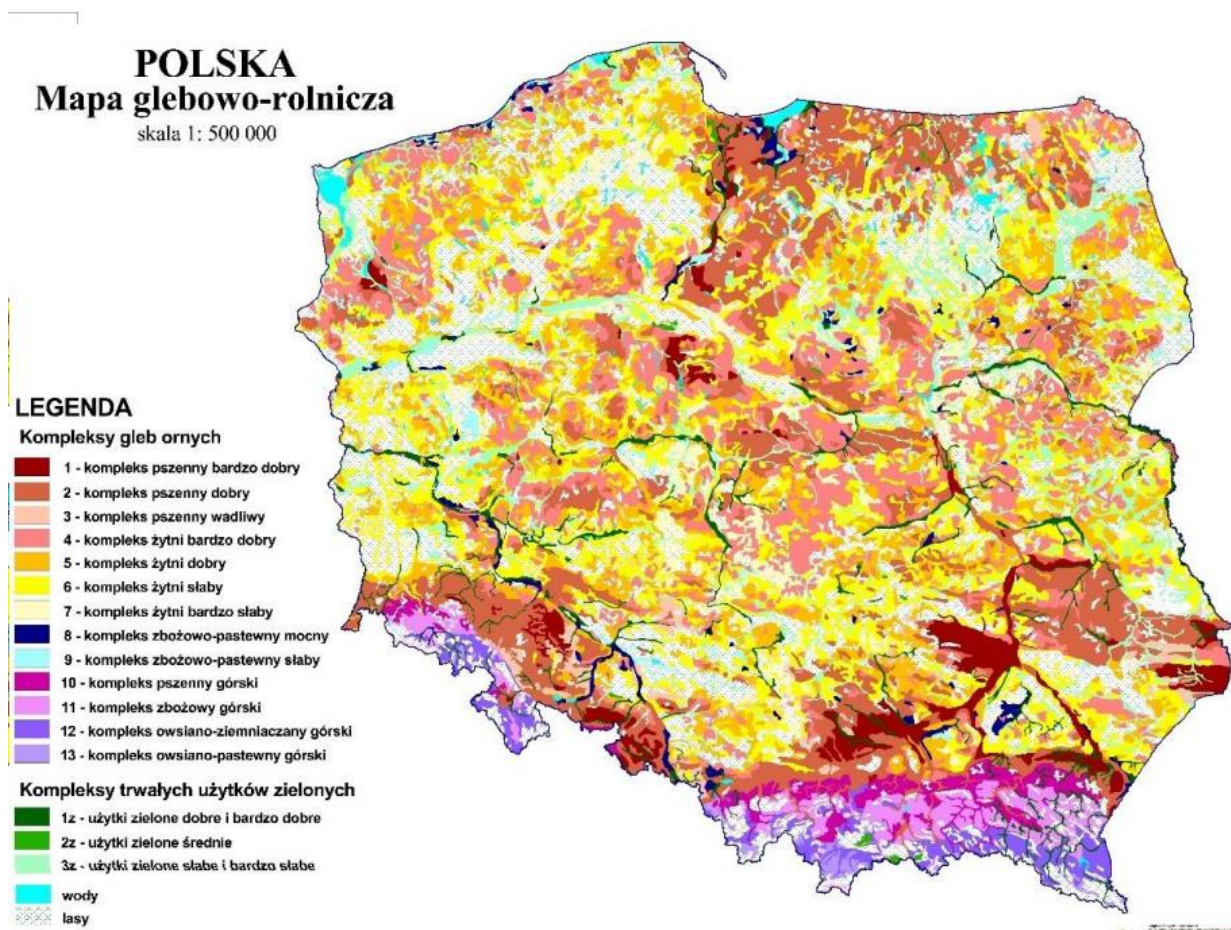 POLSKA
Mapa glebowo-rolnicza
skala 1: 500 000
LEGENDA
Kompleksy gleb ornych
1 - kompleks pszenny bardzo dobry
2 - kompleks pszenny dobry
3 - kompleks pszenny wadliwy
4 - kompleks żytni bardzo dobry
5 - kompleks żytni dobry
6 - kompleks żytni słaby
7 - kompleks żytni bardzo słaby
8 - kompleks zbożowo-pastewny mocny
9 - kompleks zbożowo-pastewny słaby
10 - kompleks pszenny górski
11 - kompleks zbożowy górski
12 - kompleks owsiano-ziemniaczany górski
13 - kompleks owsiano-pastewny górski
Kompleksy trwałych użytków zielonych
1z - użytki zielone dobre i bardzo dobre
2z - użytki zielone średnie
3z - użytki zielone słabe i bardzo słabe
wody
lasy